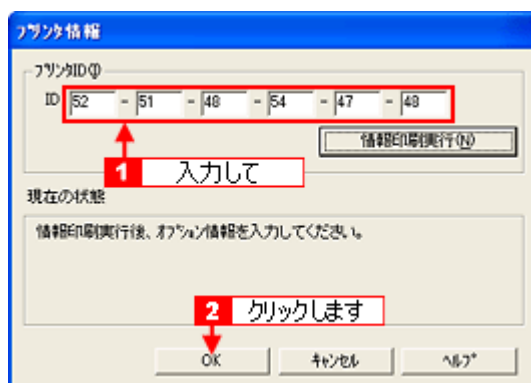 プリンタ情報
プリンタID(I)
ID 52 - 51 - 48 - 54 - 47 - 48
情報印刷実行(N)
1 入力して
現在の状態
情報印刷実行後、オプション情報を入力してください。
2 クリックします
OK キャンセル ヘルプ